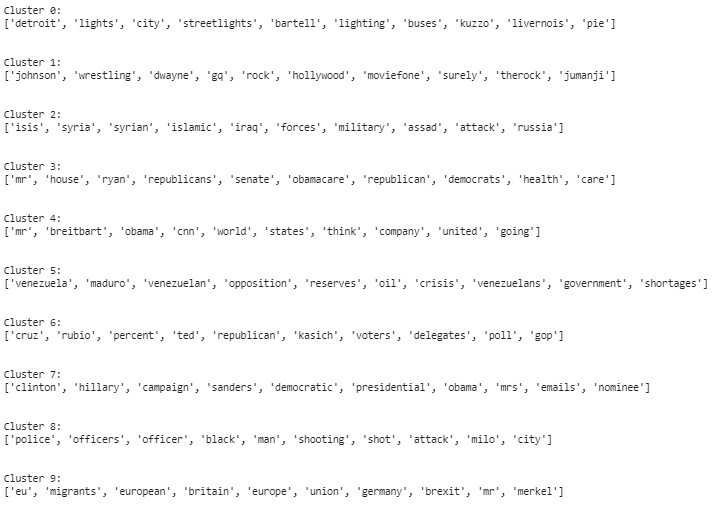 Cluster 0:
['detroit', 'lights', 'city', 'streetlights', 'bartell', 'lighting', 'buses', 'kuzzo', 'livernois', 'pie']
Cluster 1:
['johnson', 'wrestling', 'dwayne', 'gq', 'rock', 'hollywood', 'moviefone', 'surely', 'therock', 'jumanji']
Cluster 2:
['isis', 'syria', 'syrian', 'islamic', 'iraq', 'forces', 'military', 'assad', 'attack', 'russia']
Cluster 3:
['mr', 'house', 'ryan', 'republicans', 'senate', 'obamacare', 'republican', 'democrats', 'health', 'care']
Cluster 4:
['mr', 'breitbart', 'obama', 'cnn', 'world', 'states', 'think', 'company', 'united', 'going']
Cluster 5:
['venezuela', 'maduro', 'venezuelan', 'opposition', 'reserves', 'oil', 'crisis', 'venezuelans', 'government', 'shortages']
Cluster 6:
['cruz', 'rubio', 'percent', 'ted', 'republican', 'kasich', 'voters', 'delegates', 'poll', 'gop']
Cluster 7:
['clinton', 'hillary', 'campaign', 'sanders', 'democratic', 'presidential', 'obama', 'mrs', 'emails', 'nominee']
Cluster 8:
['police', 'officers', 'officer', 'black', 'man', 'shooting', 'shot', 'attack', 'milo', 'city']
Cluster 9:
['eu', 'migrants', 'european', 'britain', 'europe', 'union', 'germany', 'brexit', 'mr', 'merkel']